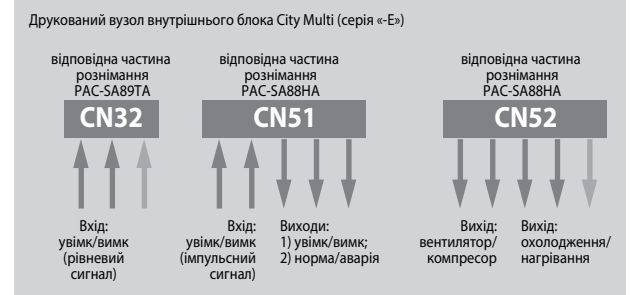 Друкований вузол внутрішнього блока City Multi (серія «-E»)
відповідна частина
рознімання
PAC-SA89TA
CN32
Вхід:
увімк/вимк
(рівневий
сигнал)
відповідна частина
рознімання
PAC-SA88HA
CN51
Вхід:
увімк/вимк
(імпульсний
сигнал)
Виходи:
1) увімк/вимк;
2) норма/аварія
відповідна частина
рознімання
PAC-SA88HA
CN52
Вихід:
вентилятор/
компресор
Вихід:
охолодження/
нагрівання